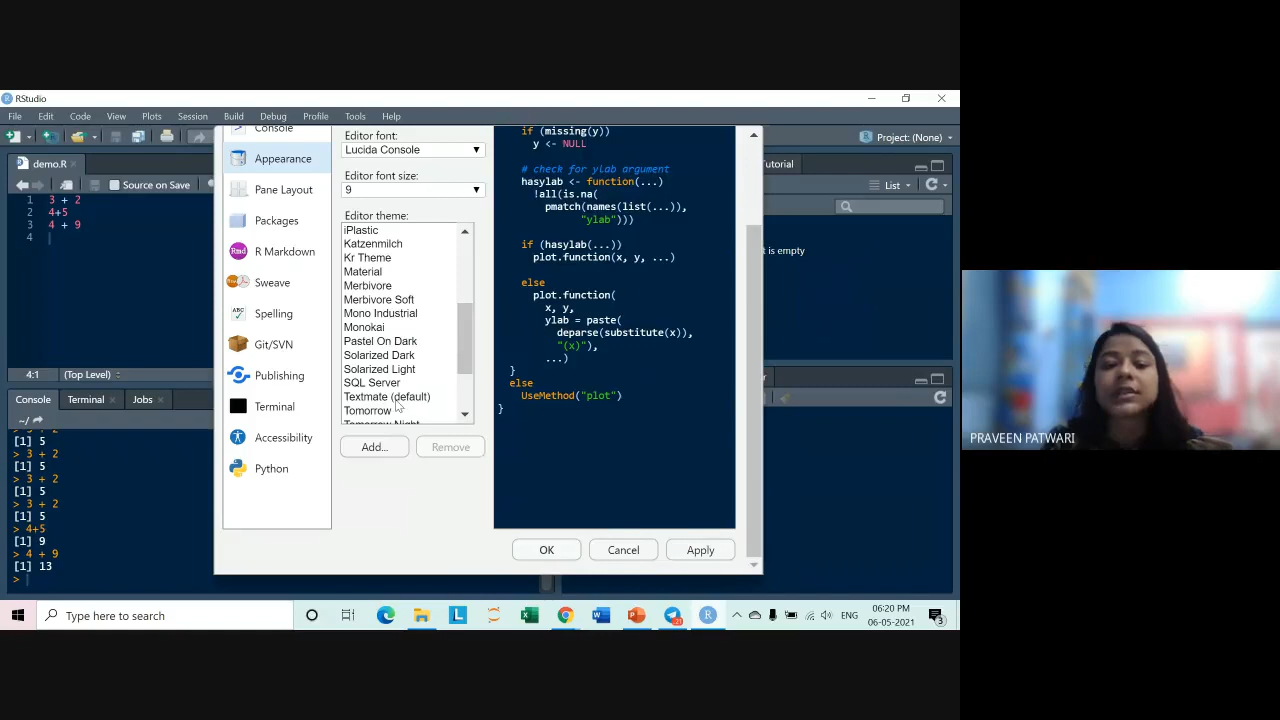 RStudio
File Edit Code View Plots Session Build Debug Profile Tools Help
Project: (None)
demo.R
Source on Save
1 3 + 2
2 4+5
3 4 + 9
4
4:1 (Top Level)
Console Terminal Jobs
~/
[1] 5
> 3 + 2
[1] 5
> 3 + 2
[1] 5
> 3 + 2
[1] 5
> 4+5
[1] 9
> 4 + 9
[1] 13
>
Console
Appearance
Pane Layout
Packages
R Markdown
Sweave
Spelling
Git/SVN
Publishing
Terminal
Accessibility
Python
Editor font:
Lucida Console
Editor font size:
9
Editor theme:
iPlastic
Katzenmilch
Kr Theme
Material
Merbivore
Merbivore Soft
Mono Industrial
Monokai
Pastel On Dark
Solarized Dark
Solarized Light
SQL Server
Textmate (default)
Tomorrow
Tomorrow Night
Add... Remove
if (missing(y))
y <- NULL
# check for ylab argument
hasylab <- function(...)
!all(is.na(
pmatch(names(list(...)),
"ylab")))
if (hasylab(...))
plot.function(x, y, ...)
else
plot.function(
x, y,
ylab = paste(
deparse(substitute(x)),
"(x)"),
...)
}
else
UseMethod("plot")
}
OK Cancel Apply
List
t is empty
PRAVEEN PATWARI
Type here to search
ENG
06:20 PM
06-05-2021
3